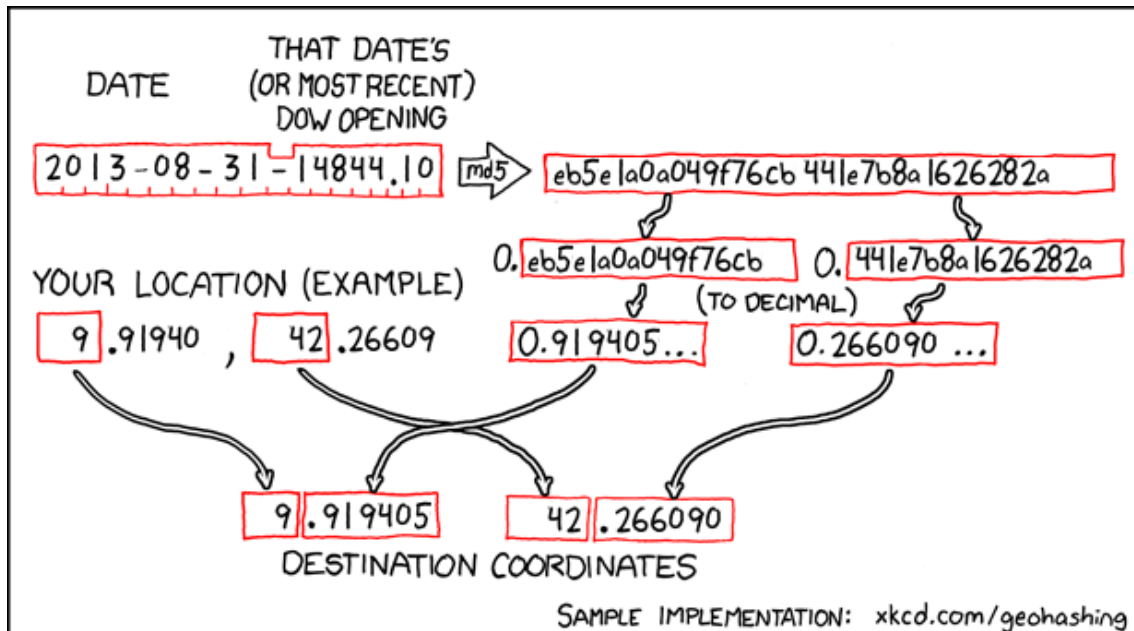 DATE
THAT DATE'S
(OR MOST RECENT)
DOW OPENING
2013-08-31-14844.10
md5
eb5e1a0a049f76cb441e7b8a1626282a
0.eb5e1a0a049f76cb
0.441e7b8a1626282a
YOUR LOCATION (EXAMPLE)
(TO DECIMAL)
9.91940, 42.26609
0.919405...
0.266090 ...
9.919405
42.266090
DESTINATION COORDINATES
SAMPLE IMPLEMENTATION: xkcd.com/geohashing